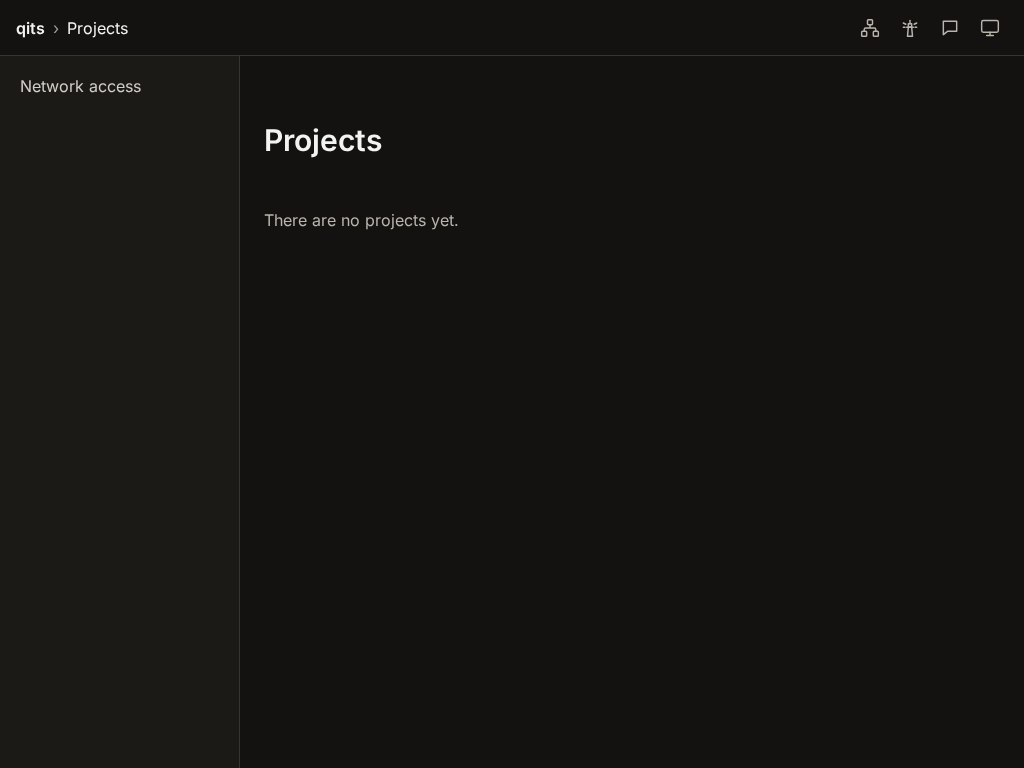 qits › Projects
Network access
Projects
There are no projects yet.